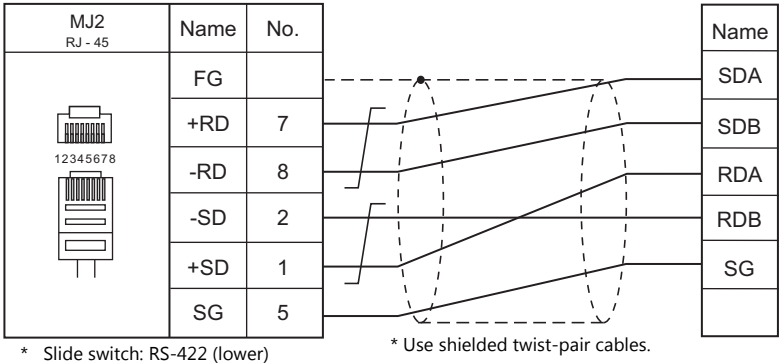 MJ2 Name No. Name
RJ - 45
FG SDA
+RD 7 SDB
12345678
-RD 8 RDA
-SD 2 RDB
+SD 1 SG
SG 5
* Slide switch: RS-422 (lower)
* Use shielded twist-pair cables.